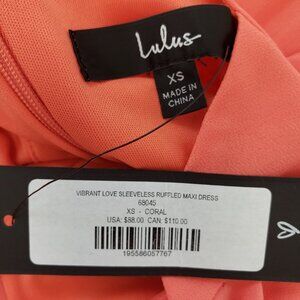 Lulus
XS
MADE IN
CHINA
VIBRANT LOVE SLEEVELESS RUFFLED MAXI DRESS
68045
XS - CORAL
USA: $88.00 CAN: $110.00
195586057767